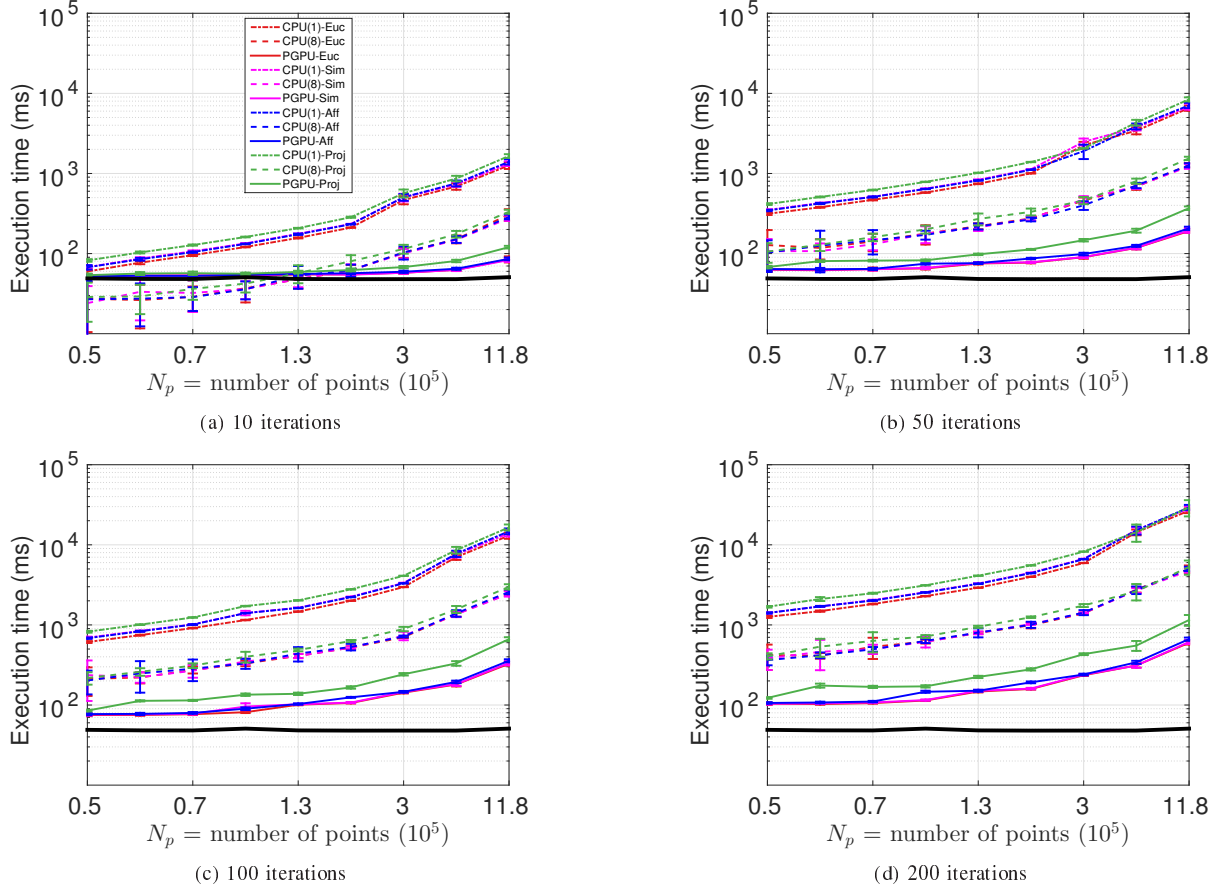 10^5
10^4
10^3
10^2
Execution time (ms)
CPU(1)-Euc
CPU(8)-Euc
PGPU-Euc
CPU(1)-Sim
CPU(8)-Sim
PGPU-Sim
CPU(1)-Aff
CPU(8)-Aff
PGPU-Aff
CPU(1)-Proj
CPU(8)-Proj
PGPU-Proj
0.5 0.7 1.3 3 11.8
N_p = number of points (10^5)
(a) 10 iterations
10^5
10^4
10^3
10^2
Execution time (ms)
0.5 0.7 1.3 3 11.8
N_p = number of points (10^5)
(b) 50 iterations
10^5
10^4
10^3
10^2
Execution time (ms)
0.5 0.7 1.3 3 11.8
N_p = number of points (10^5)
(c) 100 iterations
10^5
10^4
10^3
10^2
Execution time (ms)
0.5 0.7 1.3 3 11.8
N_p = number of points (10^5)
(d) 200 iterations